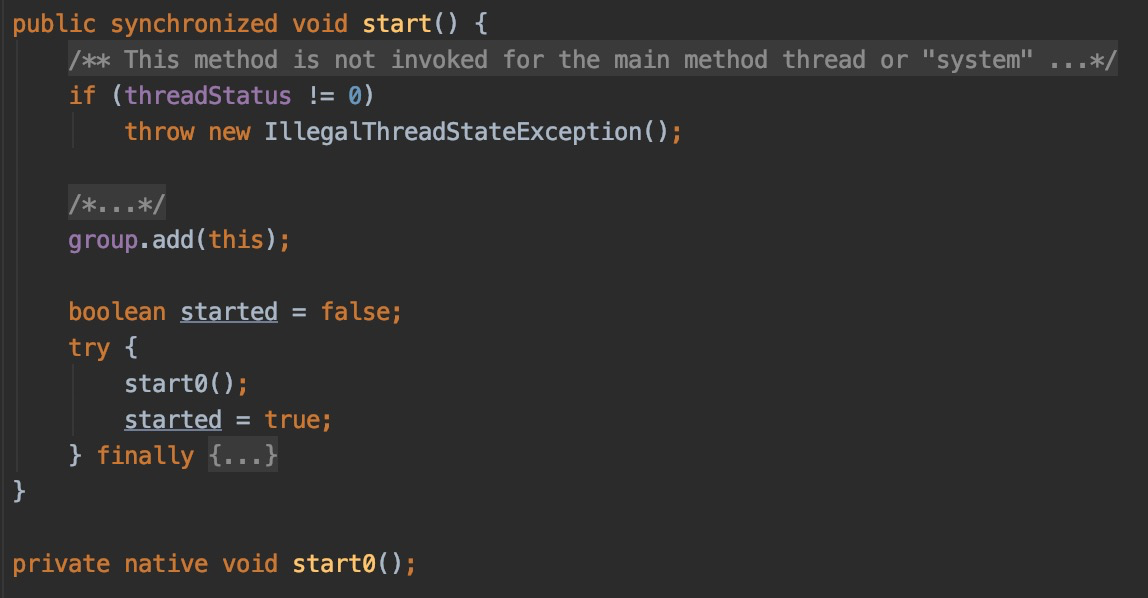 public synchronized void start() {
/** This method is not invoked for the main method thread or "system" ...*/
if (threadStatus != 0)
throw new IllegalThreadStateException();
/*...*/
group.add(this);
boolean started = false;
try {
start0();
started = true;
} finally {...}
}
private native void start0();